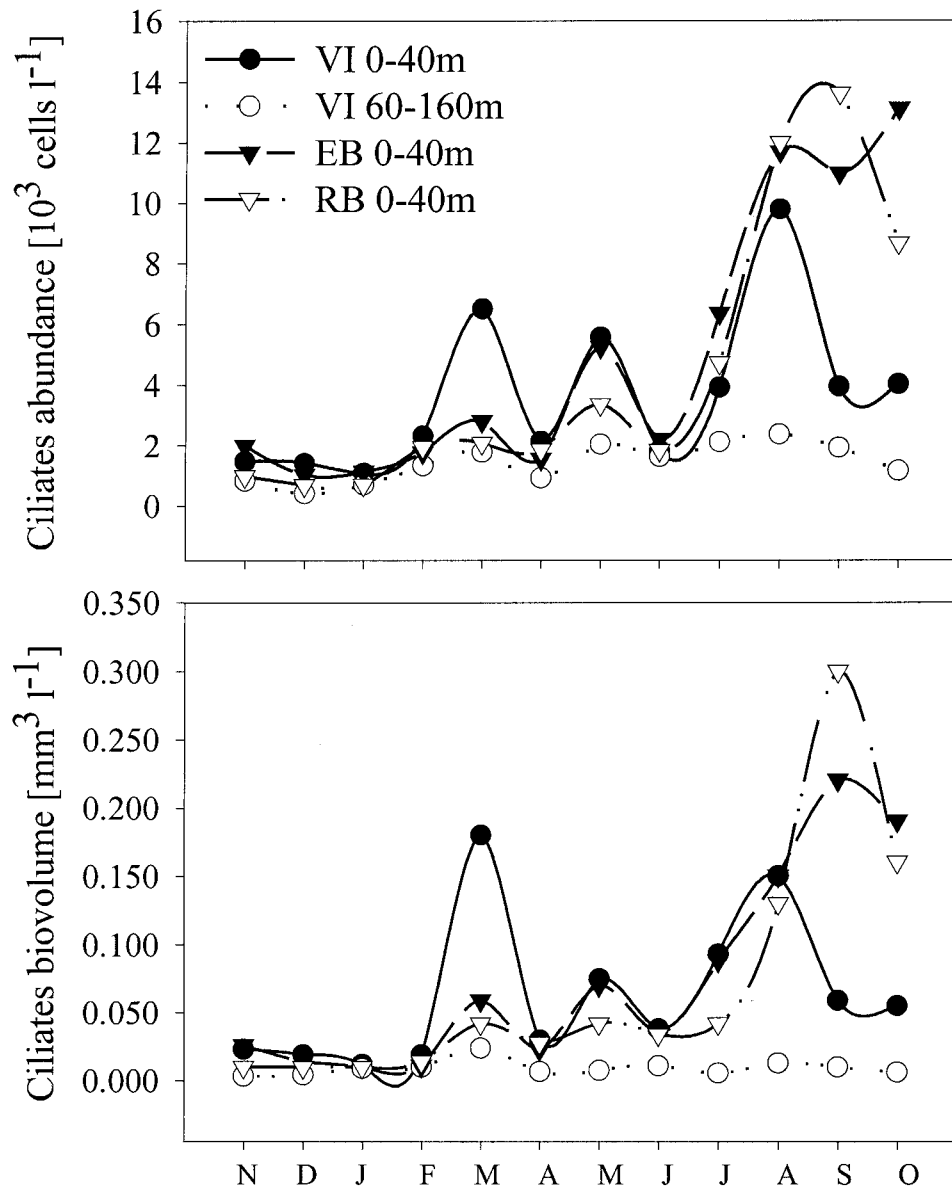 Ciliates abundance [10³ cells l⁻¹]
16
14
12
10
8
6
4
2
0
VI 0-40m
VI 60-160m
EB 0-40m
RB 0-40m
Ciliates biovolume [mm³ l⁻¹]
0.350
0.300
0.250
0.200
0.150
0.100
0.050
0.000
N D J F M A M J J A S O